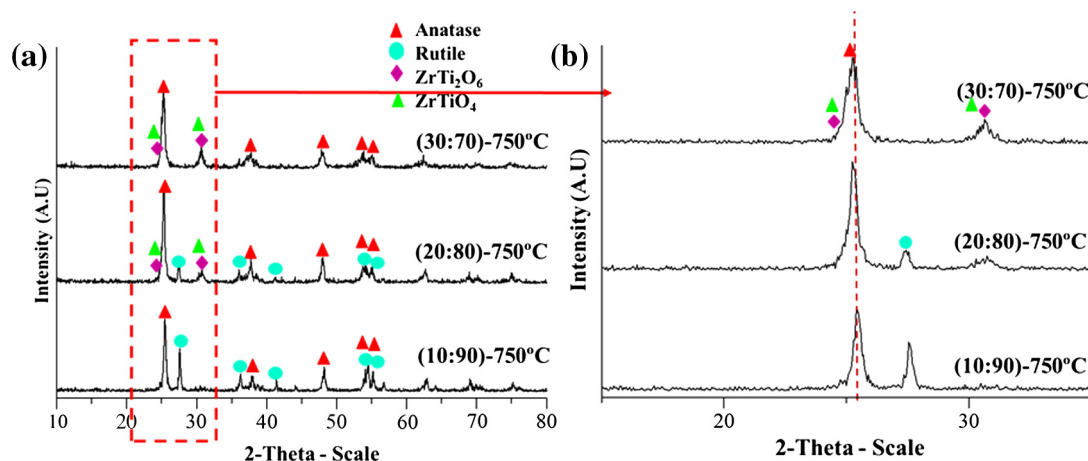 (a)
Anatase
Rutile
ZrTi₂O₆
ZrTiO₄
(30:70)-750ºC
(20:80)-750ºC
(10:90)-750ºC
Intensity (A.U)
10 20 30 40 50 60 70 80
2-Theta - Scale
(b)
(30:70)-750ºC
(20:80)-750ºC
(10:90)-750ºC
Intensity (A.U)
20 30
2-Theta - Scale